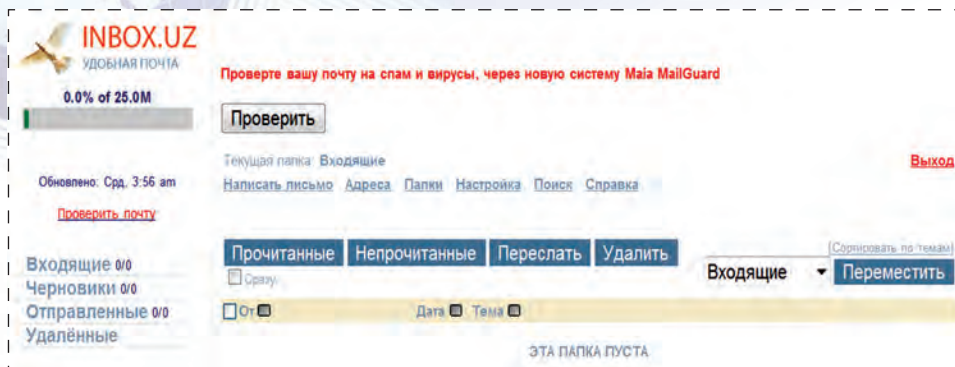 INBOX.UZ
УДОБНАЯ ПОЧТА
0.0% of 25.0M
Обновлено: Срд, 3:56 am
Проверить почту
Входящие 0/0
Черновики 0/0
Отправленные 0/0
Удалённые
Проверте вашу почту на спам и вирусы, через новую систему Maia MailGuard
Проверить
Текущая папка: Входящие
Выход
Написать письмо Адреса Папки Настройка Поиск Справка
[Сортировать по темам]
Прочитанные Непрочитанные Переслать Удалить
Входящие Переместить
Сразу
От Дата Тема
ЭТА ПАПКА ПУСТА